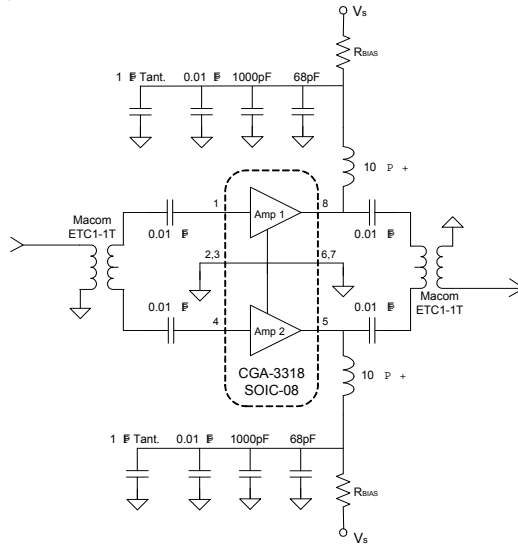 Vs
RBIAS
1 F Tant. 0.01 F 1000pF 68pF
10 P +
Macom
ETC1-1T
0.01 F
1
Amp 1
8
0.01 F
2,3
6,7
0.01 F
4
Amp 2
5
0.01 F
Macom
ETC1-1T
CGA-3318
SOIC-08
10 P +
1 F Tant. 0.01 F 1000pF 68pF
RBIAS
Vs